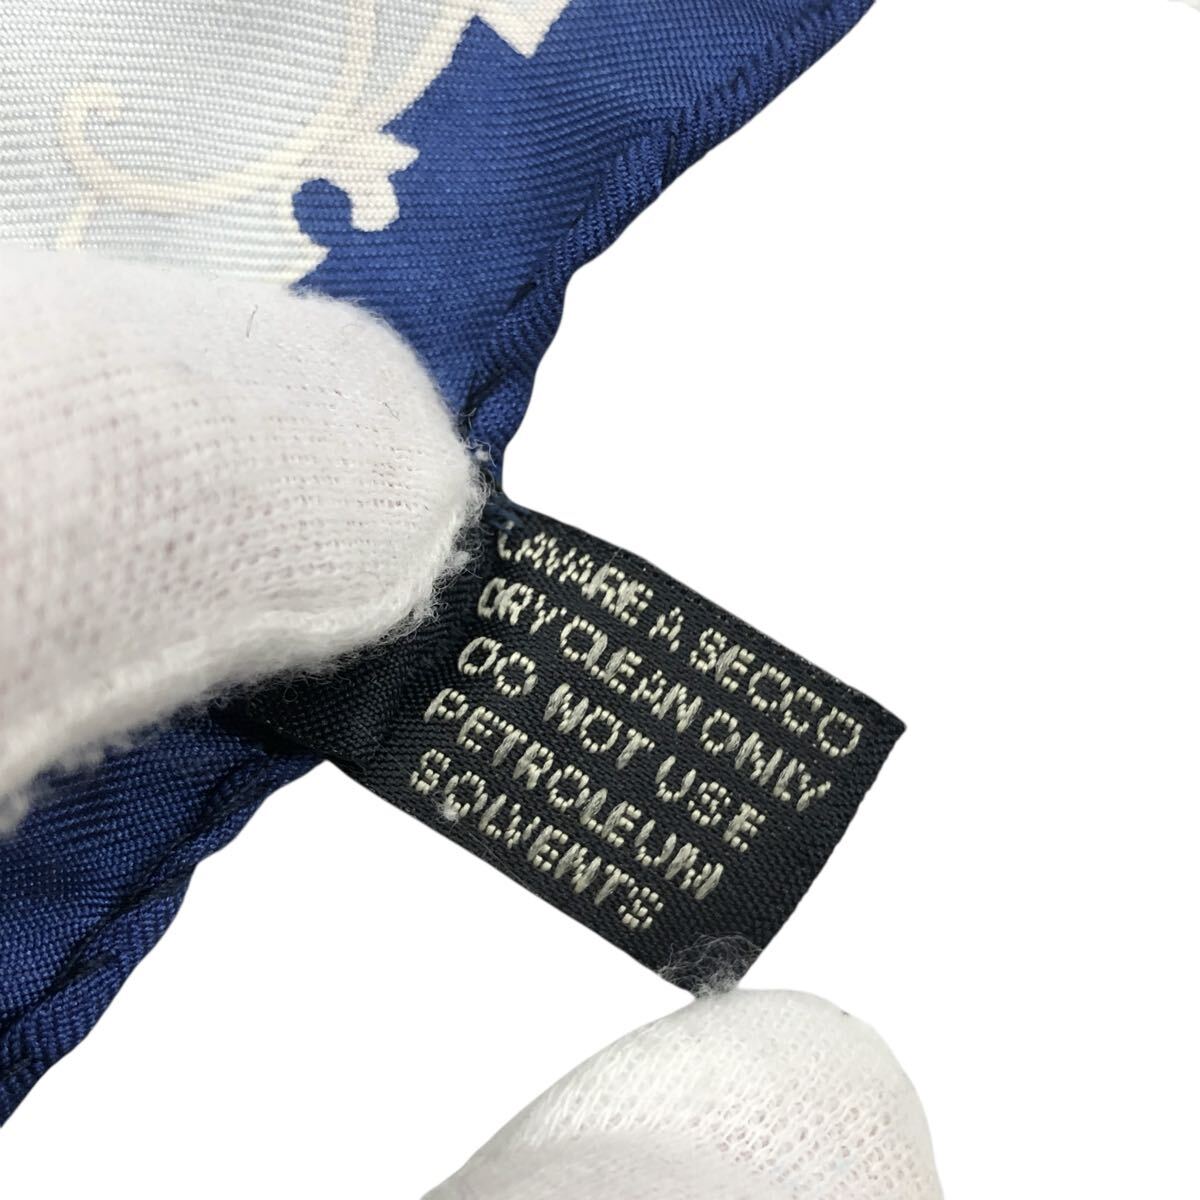 LAVARE A SECCO
DRY CLEAN ONLY
DO NOT USE
PETROLEUM
SOLVENTS